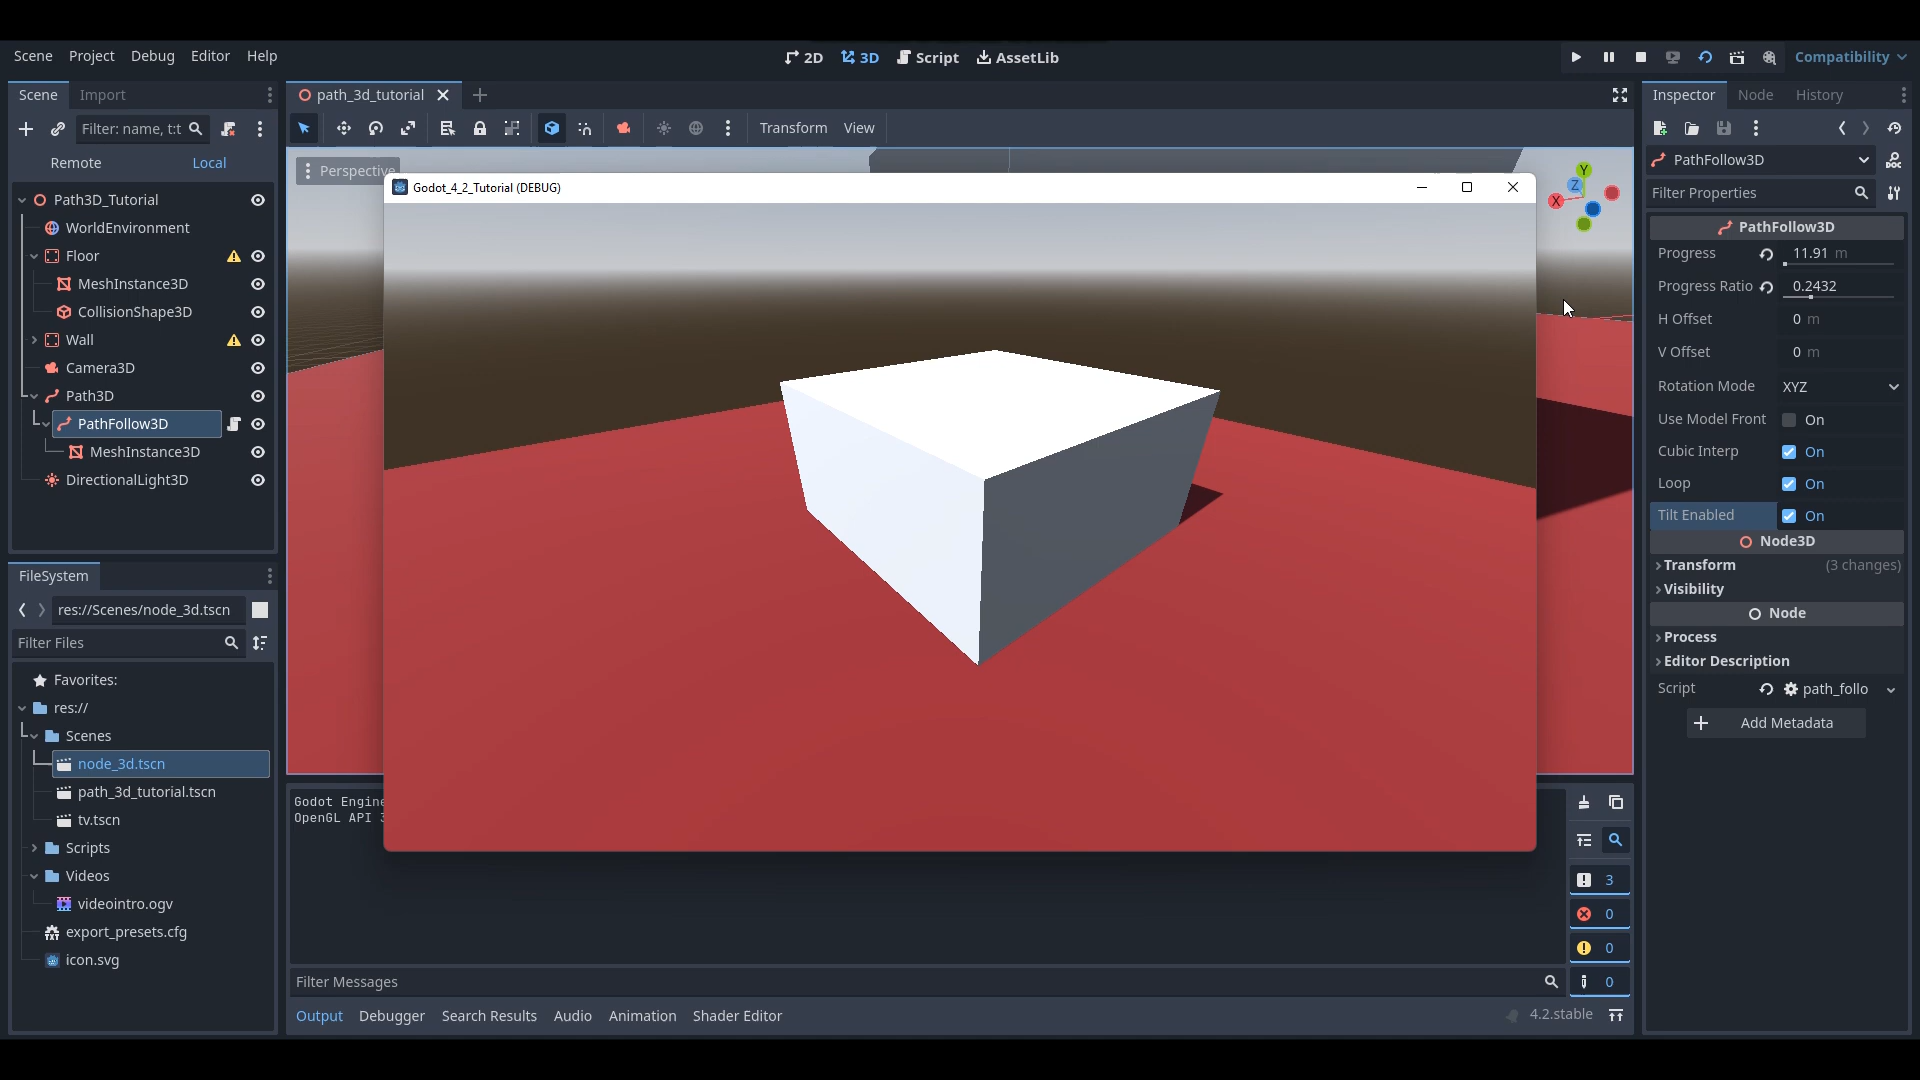 Scene Project Debug Editor Help
2D 3D Script AssetLib
Compatibility
Scene Import
Filter: name, t:t
Remote Local
Path3D_Tutorial
WorldEnvironment
Floor
MeshInstance3D
CollisionShape3D
Wall
Camera3D
Path3D
PathFollow3D
MeshInstance3D
DirectionalLight3D
FileSystem
res://Scenes/node_3d.tscn
Filter Files
Favorites:
res://
Scenes
node_3d.tscn
path_3d_tutorial.tscn
tv.tscn
Scripts
Videos
videointro.ogv
export_presets.cfg
icon.svg
path_3d_tutorial
Transform View
Perspective
Godot_4_2_Tutorial (DEBUG)
Y
Z
X
Godot Engine
OpenGL API 3
3
0
0
0
Filter Messages
Output Debugger Search Results Audio Animation Shader Editor
4.2.stable
Inspector Node History
PathFollow3D
Filter Properties
PathFollow3D
Progress 11.91 m
Progress Ratio 0.2432
H Offset 0 m
V Offset 0 m
Rotation Mode XYZ
Use Model Front On
Cubic Interp On
Loop On
Tilt Enabled On
Node3D
Transform (3 changes)
Visibility
Node
Process
Editor Description
Script path_follo
Add Metadata